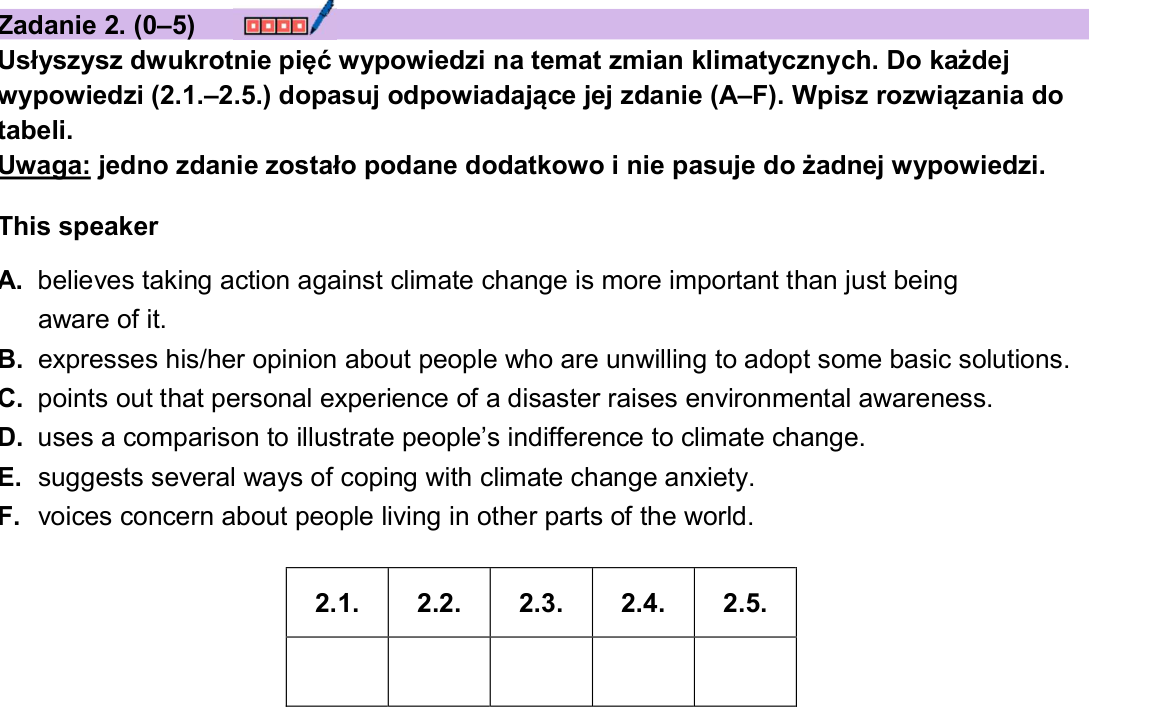 Zadanie 2. (0–5)
Usłyszysz dwukrotnie pięć wypowiedzi na temat zmian klimatycznych. Do każdej
wypowiedzi (2.1.–2.5.) dopasuj odpowiadające jej zdanie (A–F). Wpisz rozwiązania do
tabeli.
Uwaga: jedno zdanie zostało podane dodatkowo i nie pasuje do żadnej wypowiedzi.
This speaker
A. believes taking action against climate change is more important than just being
aware of it.
B. expresses his/her opinion about people who are unwilling to adopt some basic solutions.
C. points out that personal experience of a disaster raises environmental awareness.
D. uses a comparison to illustrate people’s indifference to climate change.
E. suggests several ways of coping with climate change anxiety.
F. voices concern about people living in other parts of the world.
2.1. 2.2. 2.3. 2.4. 2.5.